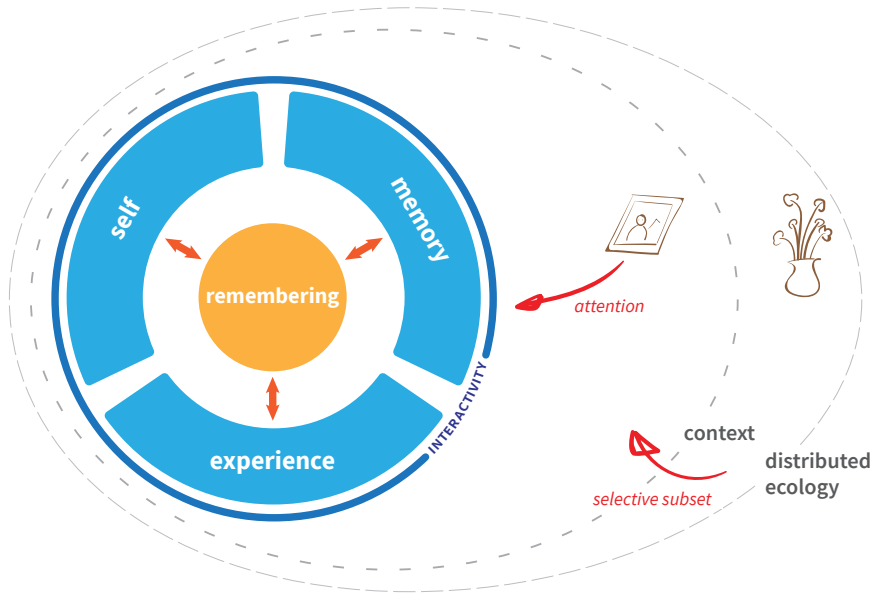 self
memory
remembering
experience
INTERACTIVITY
attention
context
distributed
ecology
selective subset